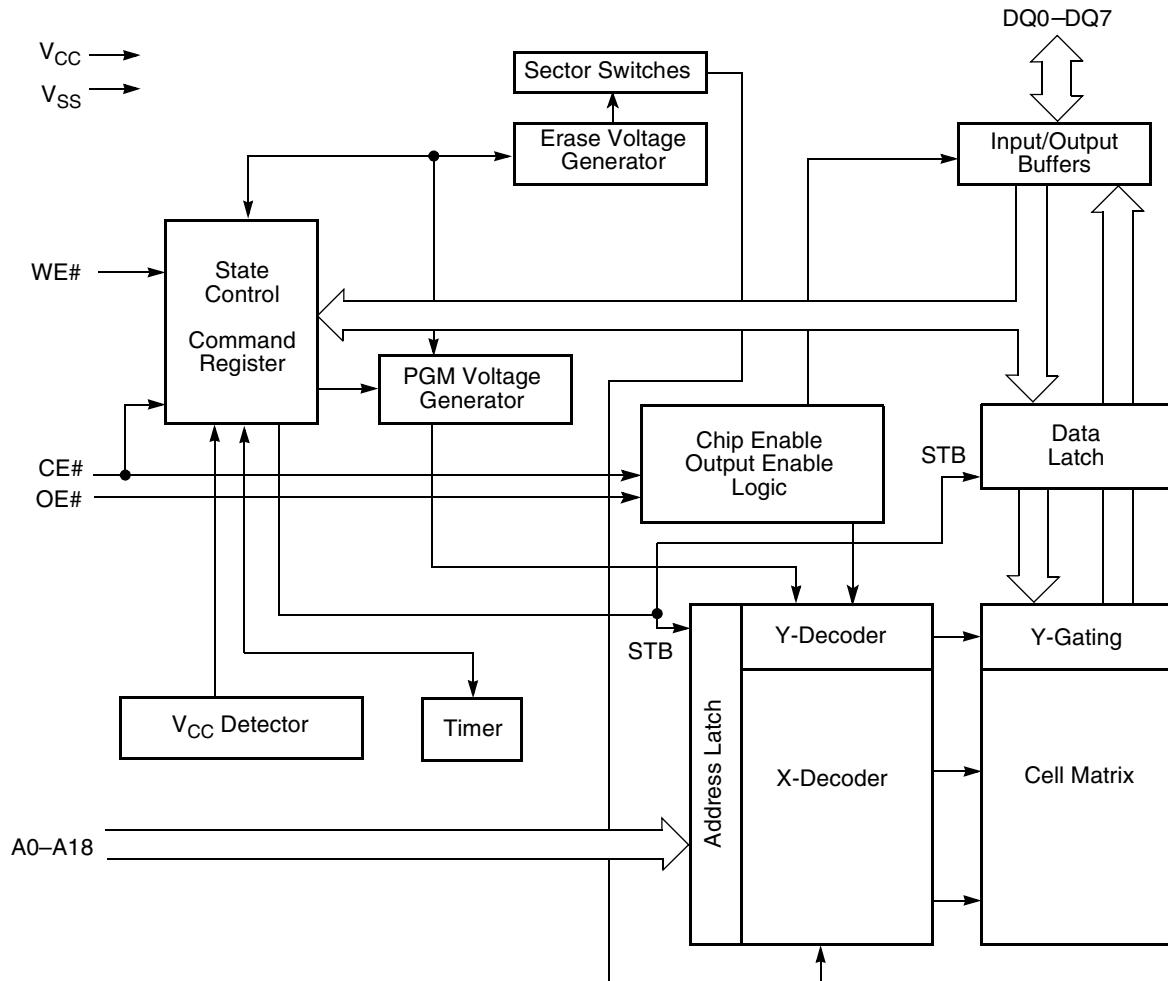 DQ0–DQ7
VCC
VSS
Sector Switches
Erase Voltage
Generator
Input/Output
Buffers
WE#
State
Control
Command
Register
PGM Voltage
Generator
Chip Enable
Output Enable
Logic
Data
Latch
STB
CE#
OE#
STB
Address Latch
Y-Decoder
Y-Gating
VCC Detector
Timer
X-Decoder
Cell Matrix
A0–A18